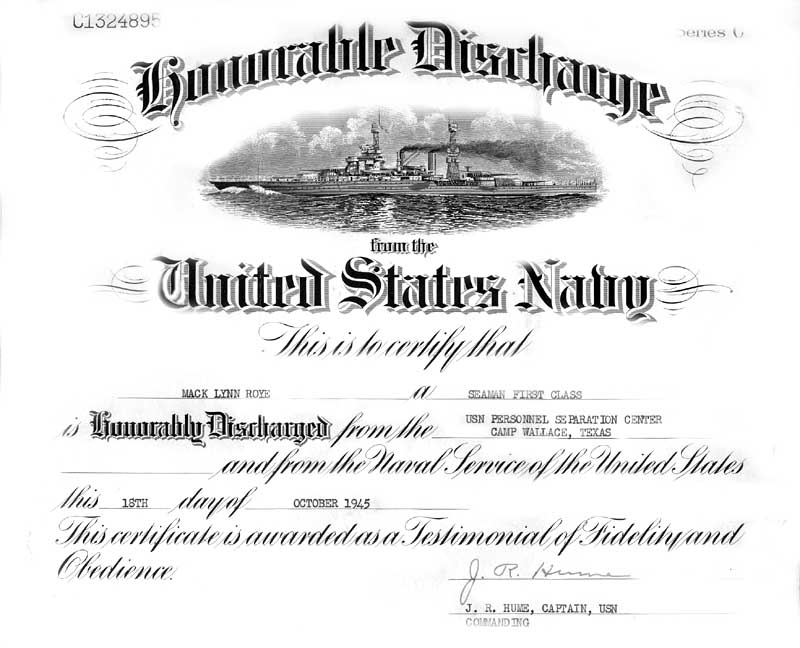 C1324895
Series C
Honorable Discharge
from the
United States Navy
This is to certify that
MACK LYNN ROYE a SEAMAN FIRST CLASS
is Honorably Discharged from the USN PERSONNEL SEPARATION CENTER
CAMP WALLACE, TEXAS
and from the Naval Service of the United States
this 18TH day of OCTOBER 1945
This certificate is awarded as a Testimonial of Fidelity and
Obedience.
J. R. Hume
J. R. HUME, CAPTAIN, USN
COMMANDING